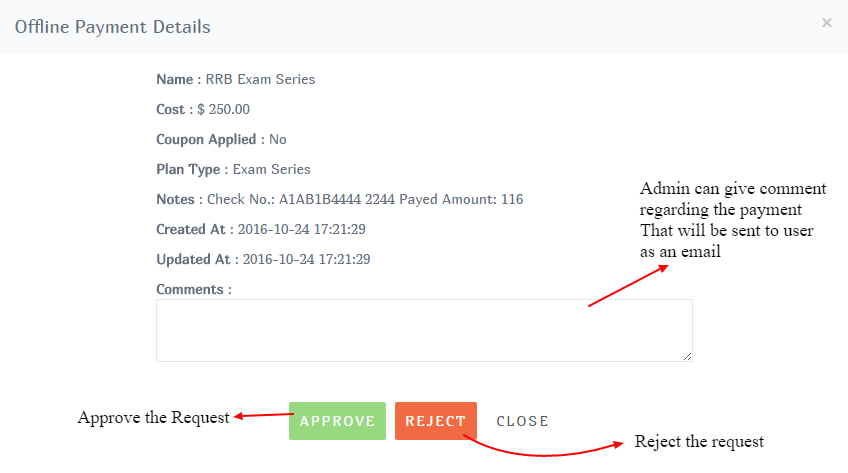 Offline Payment Details
×
Name : RRB Exam Series
Cost : $ 250.00
Coupon Applied : No
Plan Type : Exam Series
Notes : Check No.: A1AB1B4444 2244 Payed Amount: 116
Created At : 2016-10-24 17:21:29
Updated At : 2016-10-24 17:21:29
Comments :
Admin can give comment
regarding the payment
That will be sent to user
as an email
Approve the Request
APPROVE
REJECT
CLOSE
Reject the request